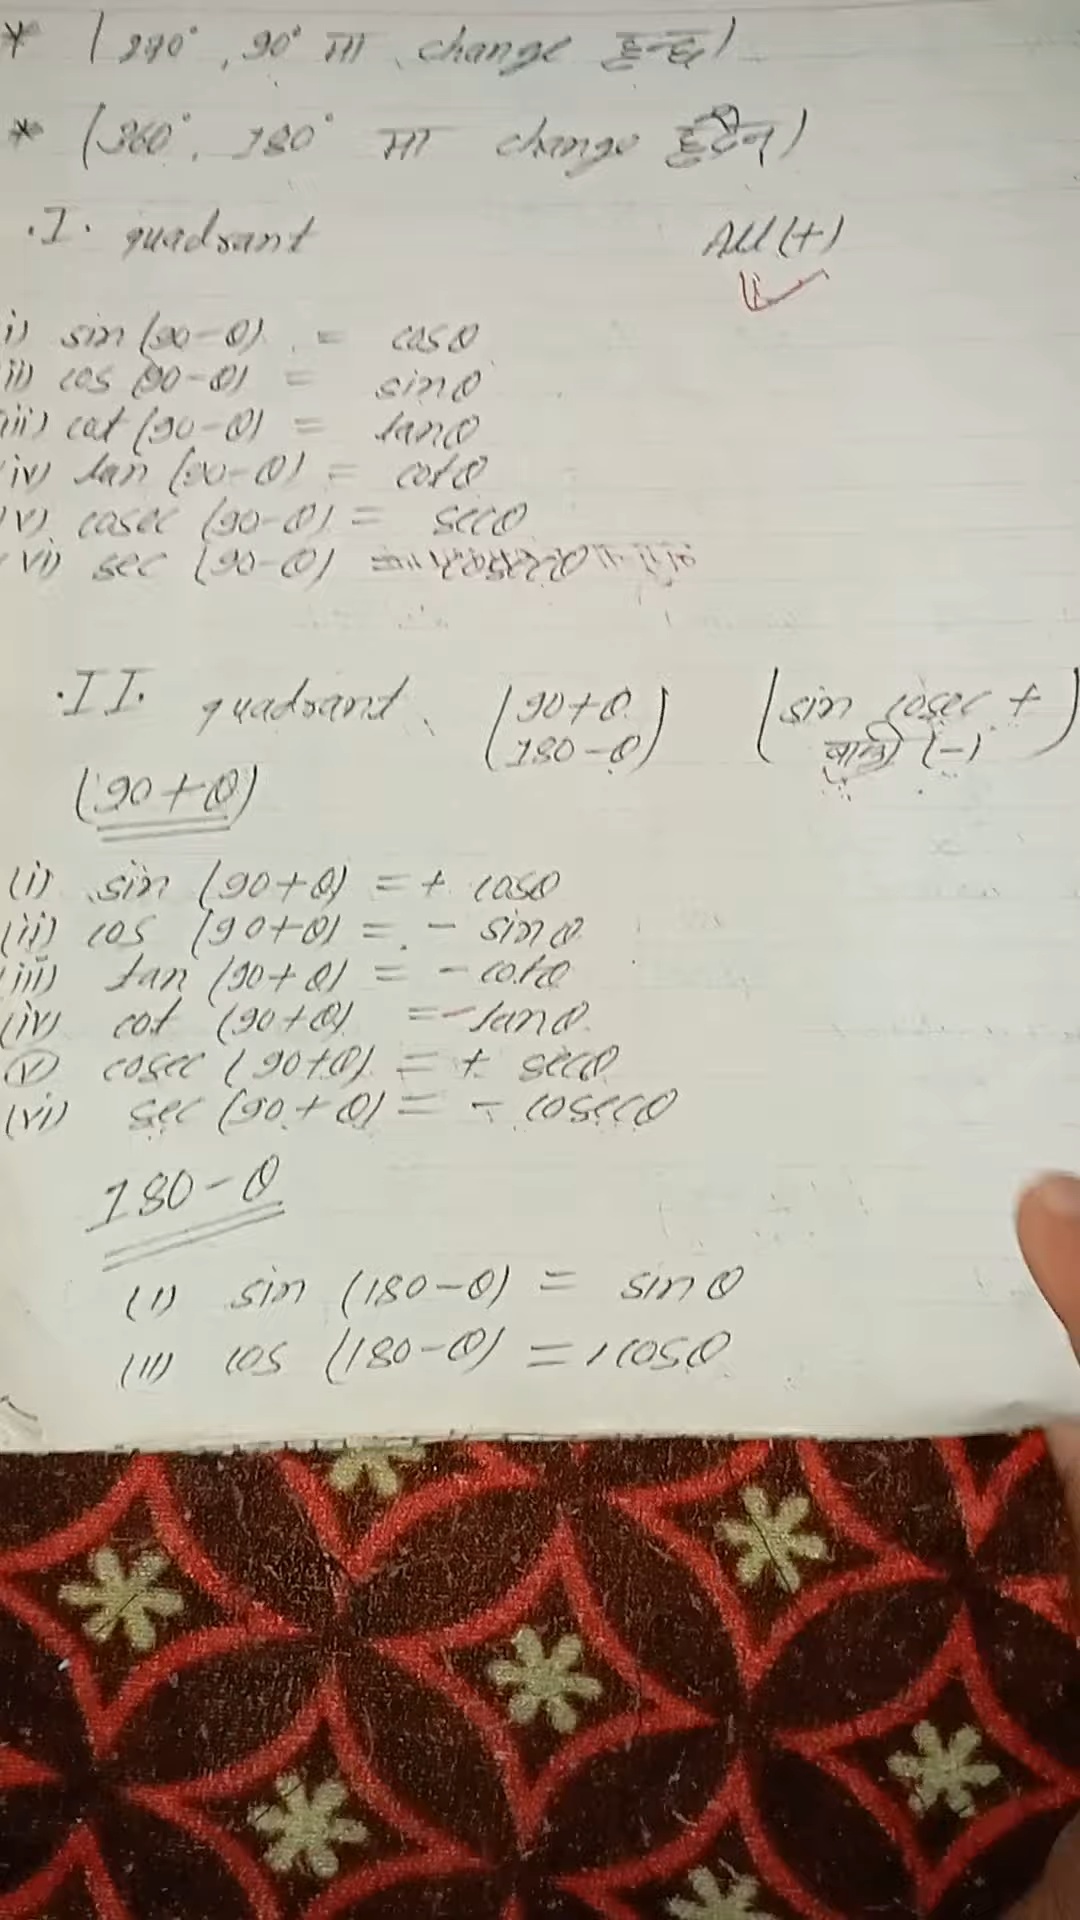 * (270°, 90° मा change हुन्छ)
* (360°, 180° मा change हुदैन)
.I. quadrant All (+)
i) sin (90-θ) = cosθ
ii) cos (90-θ) = sinθ
iii) cot (90-θ) = tanθ
iv) tan (90-θ) = cotθ
v) cosec (90-θ) = secθ
vi) sec (90-θ) =
.II. quadrant (90+θ (sin cosec +
180-θ) बाकी (-))
(90+θ)
(i) sin (90+θ) = + cosθ
(ii) cos (90+θ) = - sinθ
(iii) tan (90+θ) = - cotθ
(iv) cot (90+θ) = - tanθ
(v) cosec (90+θ) = + secθ
(vi) sec (90+θ) = - cosecθ
180-θ
(I) sin (180-θ) = sinθ
(II) cos (180-θ) = cosθ